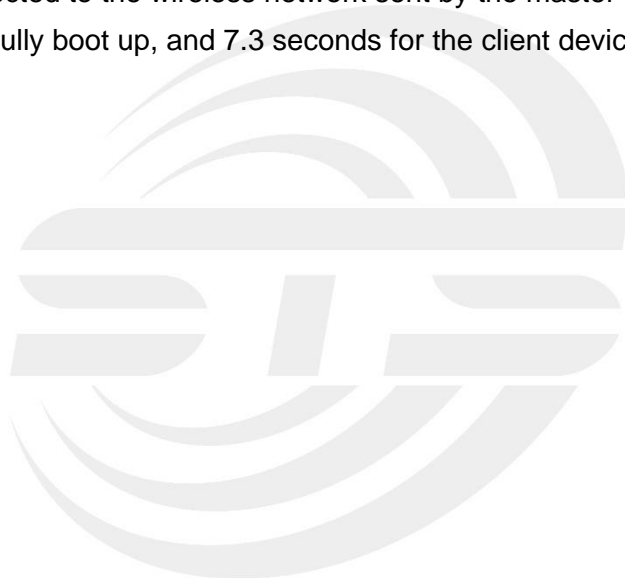 cted to the wireless network sent by the master
ully boot up, and 7.3 seconds for the client devic